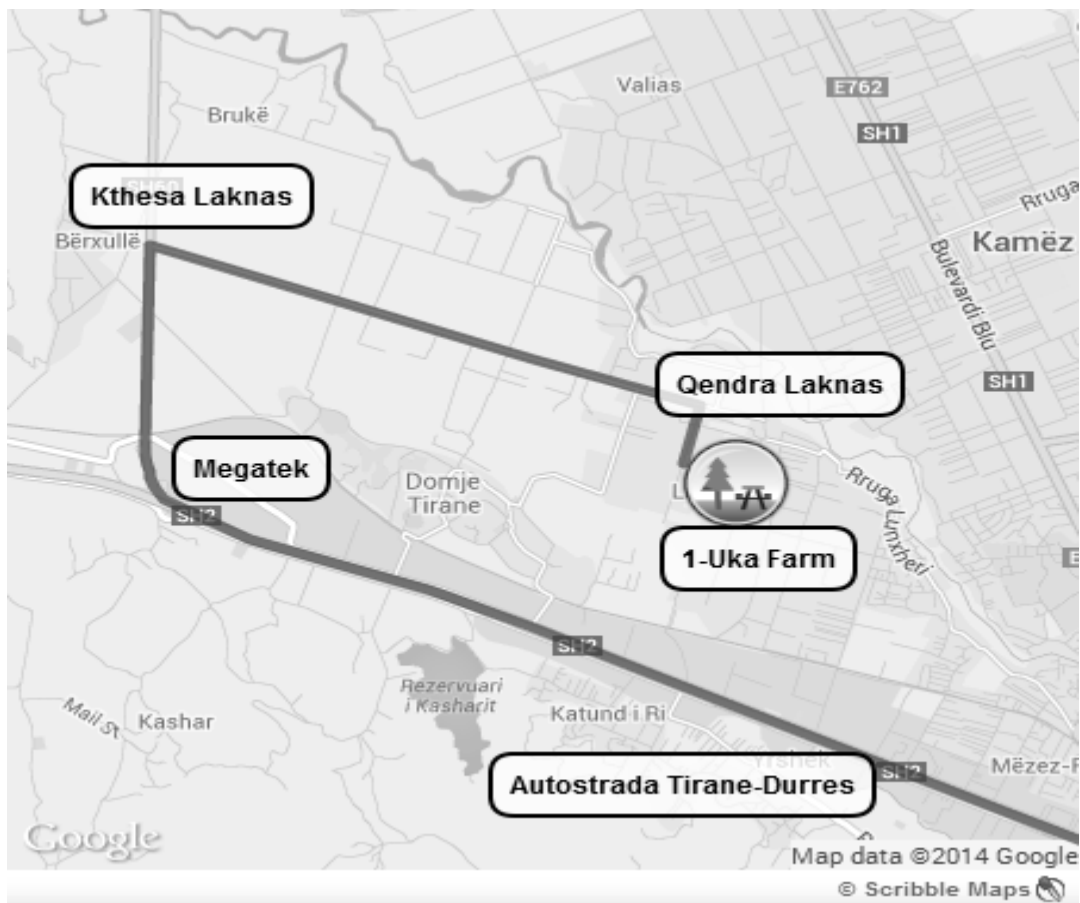 Valias
E762
SH1
Brukë
Rruga
Kthesa Laknas
Bërxullë
Kamëz
Bulevardi Blu
Qendra Laknas
SH1
Megatek
Domje
Tirane
SH2
Rruga Lunxheri
1-Uka Farm
SH2
Rezervuari
i Kasharit
Mail St
Kashar
Katund i Ri
Yrshek
SH2
Autostrada Tirane-Durres
Google
Map data ©2014 Google
© Scribble Maps